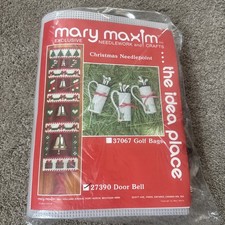 mary maxim
EXCLUSIVE NEEDLEWORK and CRAFTS
Christmas Needlepoint
... the idea place
37067 Golf Bags
27390 Door Bell